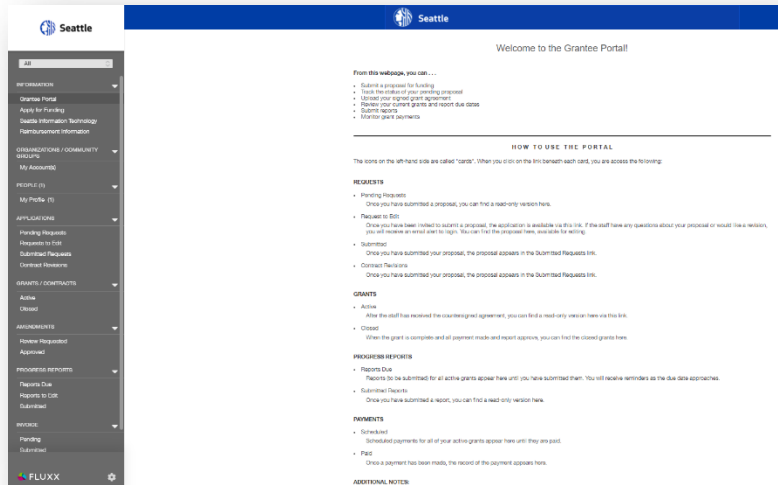 Seattle
All
INFORMATION
Grantee Portal
Apply for Funding
Seattle Information Technology
Reimbursement Information
ORGANIZATIONS / COMMUNITY
GROUPS
My Account(s)
PEOPLE (1)
My Profile (1)
APPLICATIONS
Pending Requests
Requests to Edit
Submitted Requests
Contract Revisions
GRANTS / CONTRACTS
Active
Closed
AMENDMENTS
Review Requested
Approved
PROGRESS REPORTS
Reports Due
Reports to Edit
Submitted
INVOICE
Pending
Submitted
FLUXX
Seattle
Welcome to the Grantee Portal!
From this webpage, you can . . .
• Submit a proposal for funding
• Track the status of your pending proposal
• Upload your signed grant agreement
• Review your current grants and report due dates
• Submit reports
• Monitor grant payments
HOW TO USE THE PORTAL
The icons on the left-hand side are called "cards". When you click on the link beneath each card, you are access the following:
REQUESTS
• Pending Requests
Once you have submitted a proposal, you can find a read-only version here.
• Request to Edit
Once you have been invited to submit a proposal, the application is available via this link. If the staff have any questions about your proposal or would like a revision,
you will receive an email alert to login. You can find the proposal here, available for editing.
• Submitted
Once you have submitted your proposal, the proposal appears in the Submitted Requests link.
• Contract Revisions
Once you have submitted your proposal, the proposal appears in the Submitted Requests link.
GRANTS
• Active
After the staff has received the countersigned agreement, you can find a read-only version here via this link.
• Closed
When the grant is complete and all payment made and report approve, you can find the closed grants here.
PROGRESS REPORTS
• Reports Due
Reports (to be submitted) for all active grants appear here until you have submitted them. You will receive reminders as the due date approaches.
• Submitted Reports
Once you have submitted a report, you can find a read-only version here.
PAYMENTS
• Scheduled
Scheduled payments for all of your active grants appear here until they are paid.
• Paid
Once a payment has been made, the record of the payment appears here.
ADDITIONAL NOTES: